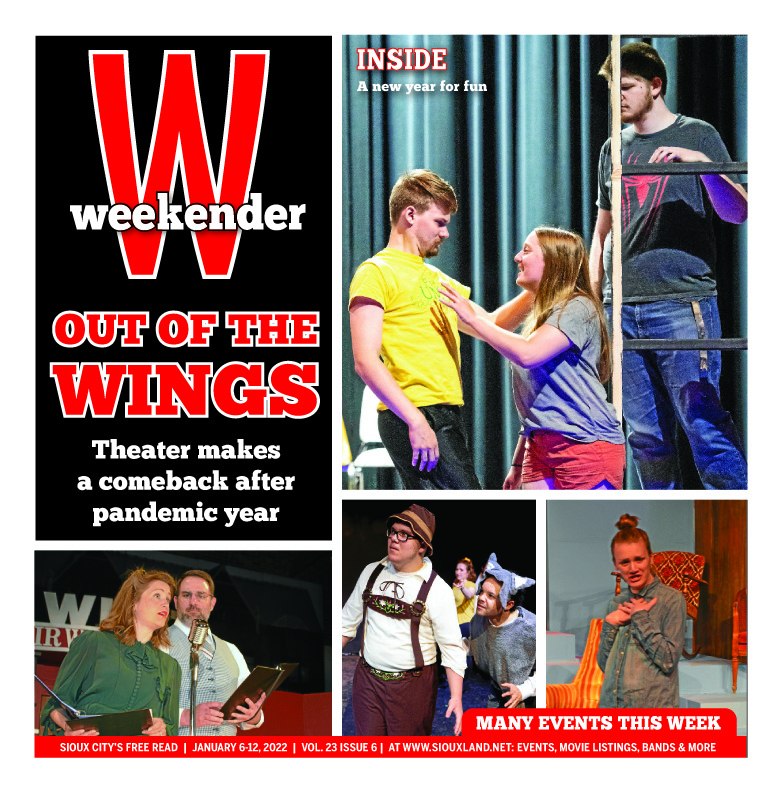 W
weekender
OUT OF THE
WINGS
Theater makes
a comeback after
pandemic year
INSIDE
A new year for fun
MANY EVENTS THIS WEEK
SIOUX CITY'S FREE READ | JANUARY 6-12, 2022 | VOL. 23 ISSUE 6 | AT WWW.SIOUXLAND.NET: EVENTS, MOVIE LISTINGS, BANDS & MORE